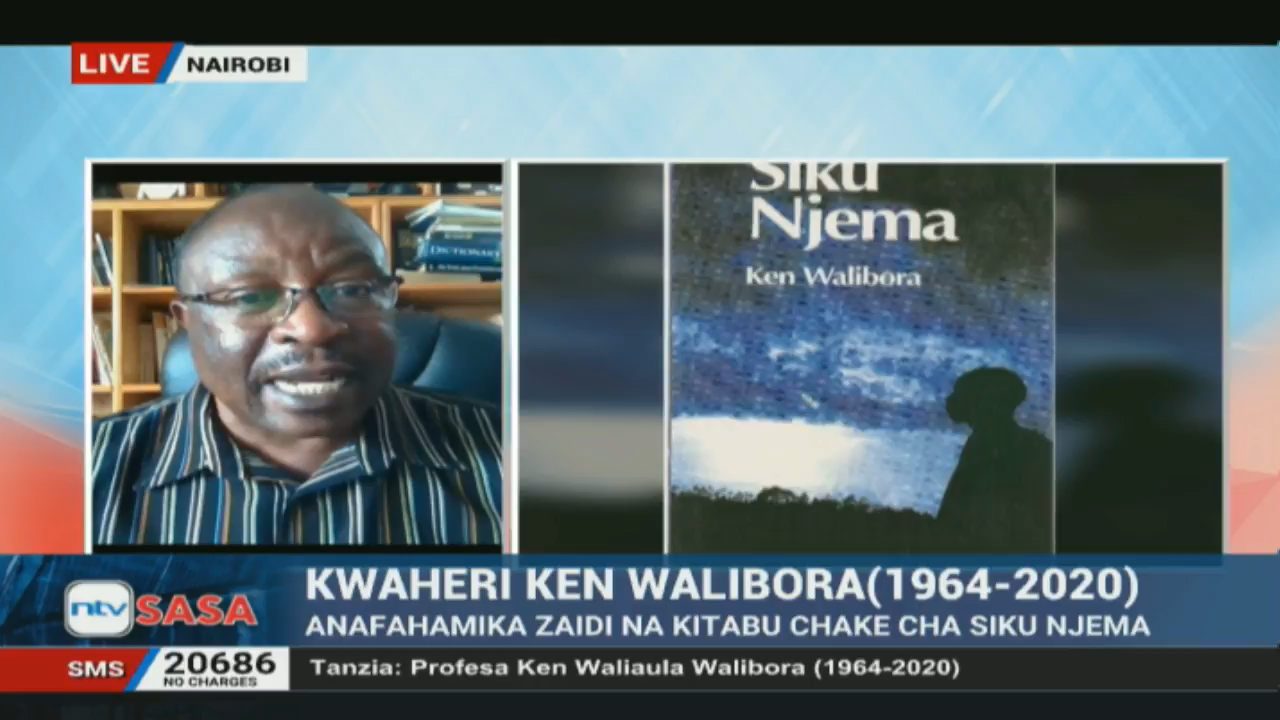 LIVE NAIROBI
DICTIONARY
Siku
Njema
Ken Walibora
KWAHERI KEN WALIBORA(1964-2020)
ntv SASA
ANAFAHAMIKA ZAIDI NA KITABU CHAKE CHA SIKU NJEMA
SMS 20686
NO CHARGES
Tanzia: Profesa Ken Waliaula Walibora (1964-2020)